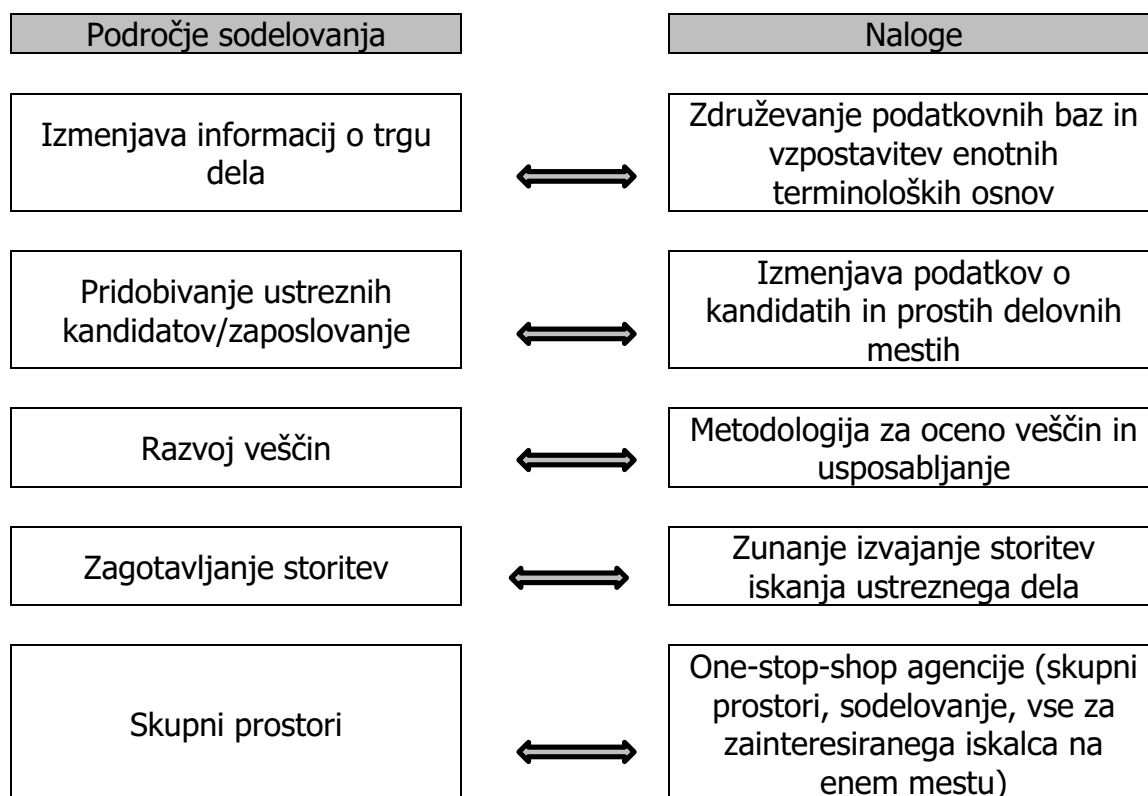 Področje sodelovanja
Naloge
Izmenjava informacij o trgu
dela
Združevanje podatkovnih baz in
vzpostavitev enotnih
terminoloških osnov
Pridobivanje ustreznih
kandidatov/zaposlovanje
Izmenjava podatkov o
kandidatih in prostih delovnih
mestih
Razvoj veščin
Metodologija za oceno veščin in
usposabljanje
Zagotavljanje storitev
Zunanje izvajanje storitev
iskanja ustreznega dela
Skupni prostori
One-stop-shop agencije (skupni
prostori, sodelovanje, vse za
zainteresiranega iskalca na
enem mestu)